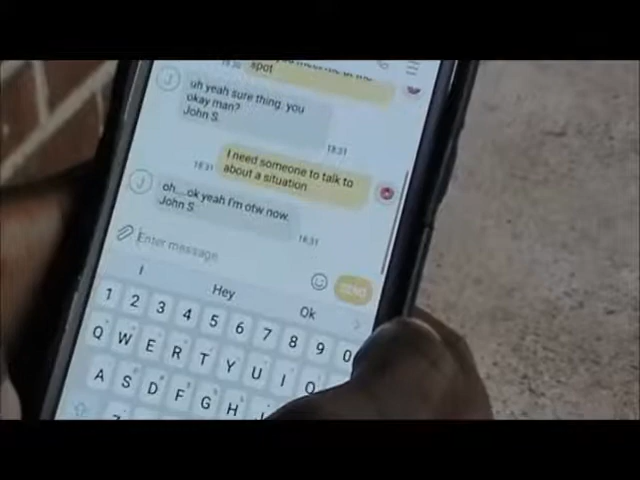 spot
oh yeah sure thing. you
okay man?
John S.
18:31
I need someone to talk to
about a situation
18:31
oh....ok yeah I'm otw now.
John S.
18:31
Enter message
SEND
I Hey Ok
1 2 3 4 5 6 7 8 9 0
Q W E R T Y U I O
A S D F G H